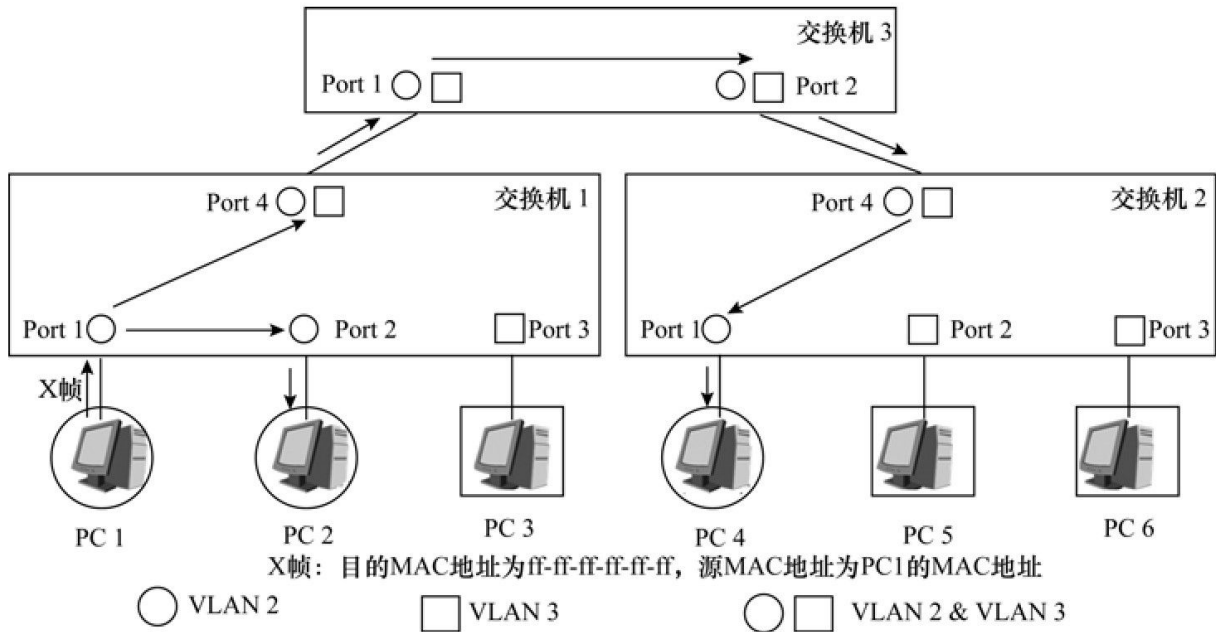 交换机 3
Port 1
Port 2
Port 4
交换机 1
Port 4
交换机 2
Port 1
Port 2
Port 3
Port 1
Port 2
Port 3
X帧
PC 1
PC 2
PC 3
PC 4
PC 5
PC 6
X帧：目的MAC地址为ff-ff-ff-ff-ff-ff，源MAC地址为PC1的MAC地址
VLAN 2
VLAN 3
VLAN 2 & VLAN 3